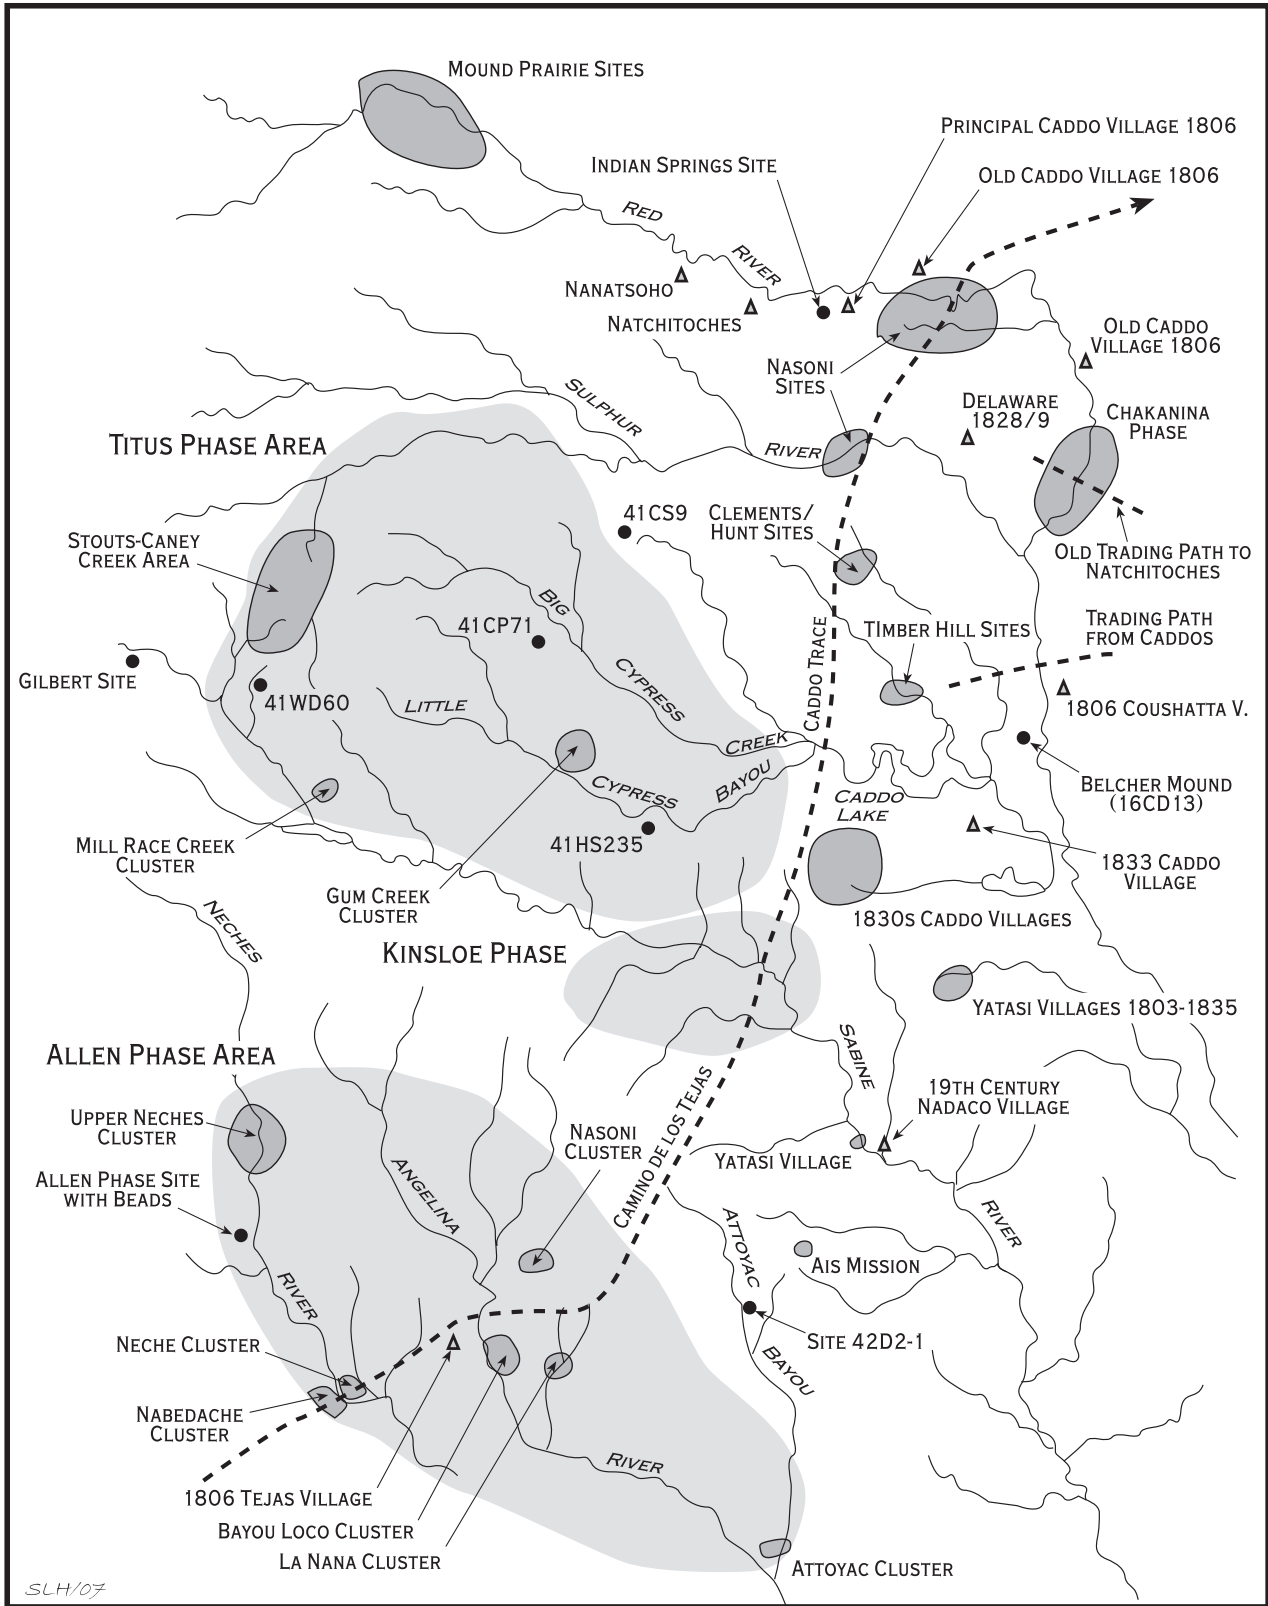 Mound Prairie Sites
Principal Caddo Village 1806
Indian Springs Site
Old Caddo Village 1806
Red
River
Nanatsoho
Natchitoches
Old Caddo
Village 1806
Nasoni
Sites
Sulphur
River
Delaware
1828/9
Chakanina
Phase
Titus Phase Area
41CS9
Clements/
Hunt Sites
Stouts-Caney
Creek Area
Old Trading Path to
Natchitoches
Big
Cypress
Creek
41CP71
Timber Hill Sites
Trading Path
from Caddos
Caddo Trace
Gilbert Site
41WD60
Little
Cypress
Bayou
1806 Coushatta V.
Belcher Mound
(16CD13)
Caddo
Lake
Mill Race Creek
Cluster
41HS235
1833 Caddo
Village
Gum Creek
Cluster
1830s Caddo Villages
Neches
River
Kinsloe Phase
Yatasi Villages 1803-1835
Sabine
River
Allen Phase Area
19th Century
Nadaco Village
Upper Neches
Cluster
Nasoni
Cluster
Camino de los Tejas
Yatasi Village
Allen Phase Site
with Beads
Angelina
River
Attoyac
Bayou
Ais Mission
Site 42D2-1
Neche Cluster
Nabedache
Cluster
1806 Tejas Village
Bayou Loco Cluster
La Nana Cluster
Attoyac Cluster
SLH/07